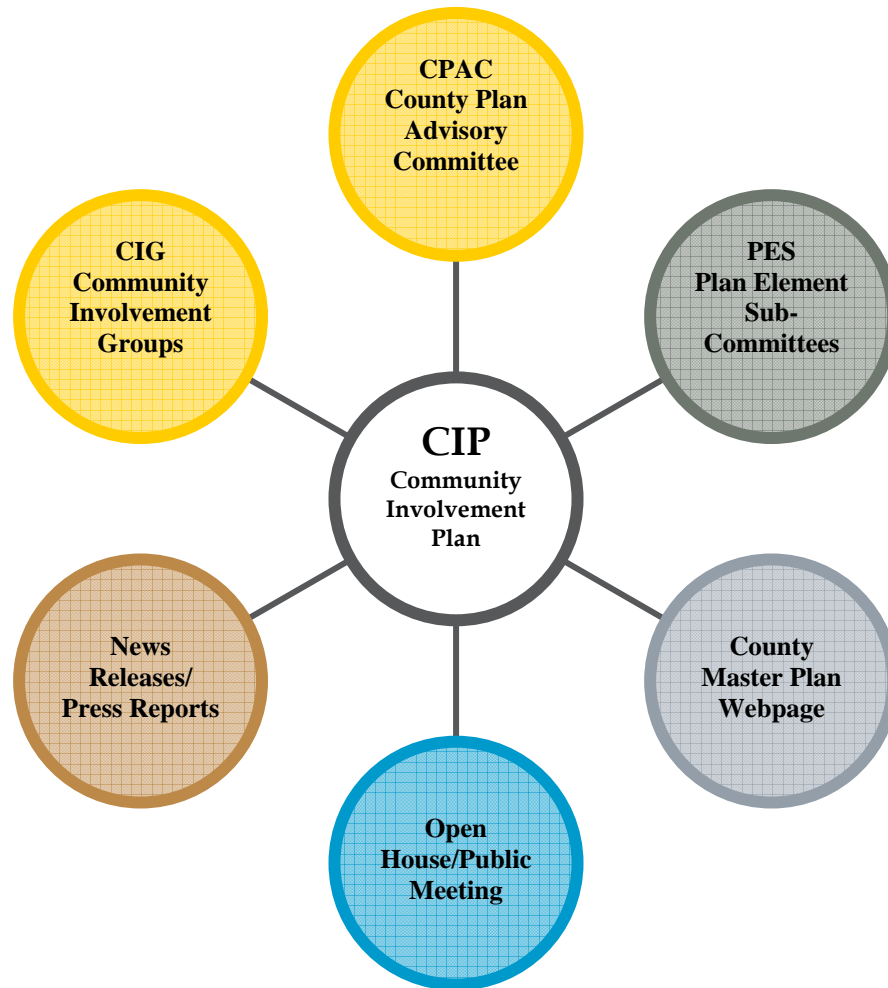 CPAC
County Plan
Advisory
Committee
CIG
Community
Involvement
Groups
PES
Plan Element
Sub-
Committees
CIP
Community
Involvement
Plan
News
Releases/
Press Reports
County
Master Plan
Webpage
Open
House/Public
Meeting